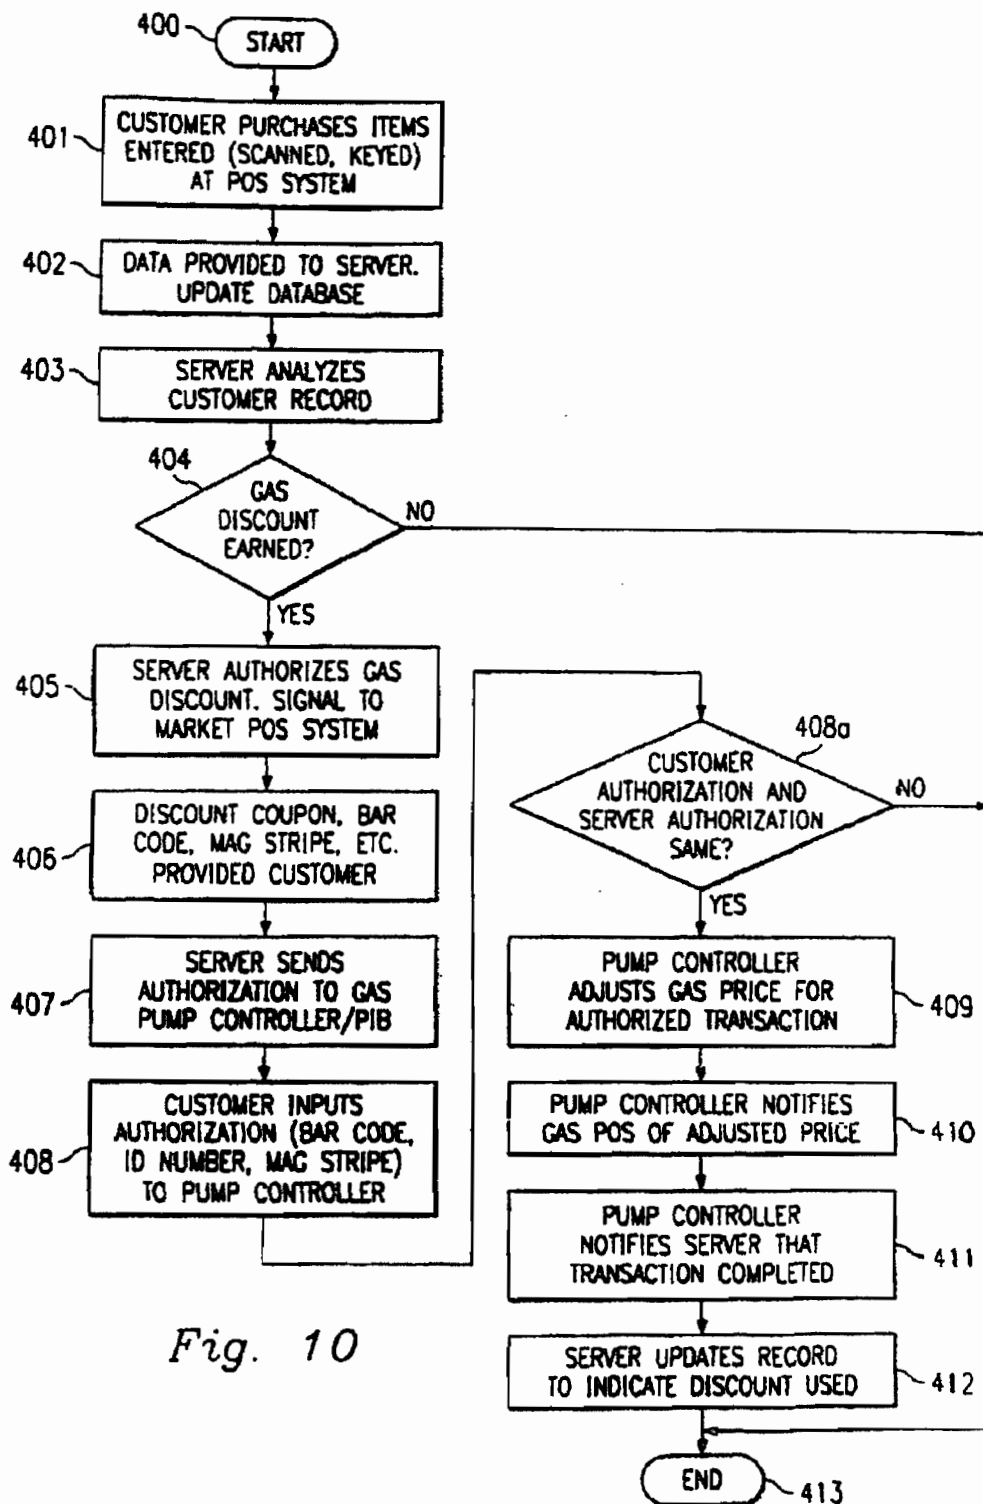 400
START
401
CUSTOMER PURCHASES ITEMS
ENTERED (SCANNED, KEYED)
AT POS SYSTEM
402
DATA PROVIDED TO SERVER.
UPDATE DATABASE
403
SERVER ANALYZES
CUSTOMER RECORD
404
GAS
DISCOUNT
EARNED?
NO
YES
405
SERVER AUTHORIZES GAS
DISCOUNT. SIGNAL TO
MARKET POS SYSTEM
406
DISCOUNT COUPON, BAR
CODE, MAG STRIPE, ETC.
PROVIDED CUSTOMER
407
SERVER SENDS
AUTHORIZATION TO GAS
PUMP CONTROLLER/PIB
408
CUSTOMER INPUTS
AUTHORIZATION (BAR CODE,
ID NUMBER, MAG STRIPE)
TO PUMP CONTROLLER
408a
CUSTOMER
AUTHORIZATION AND
SERVER AUTHORIZATION
SAME?
NO
YES
PUMP CONTROLLER
ADJUSTS GAS PRICE FOR
AUTHORIZED TRANSACTION
409
PUMP CONTROLLER NOTIFIES
GAS POS OF ADJUSTED PRICE
410
PUMP CONTROLLER
NOTIFIES SERVER THAT
TRANSACTION COMPLETED
411
SERVER UPDATES RECORD
TO INDICATE DISCOUNT USED
412
END
413
Fig. 10